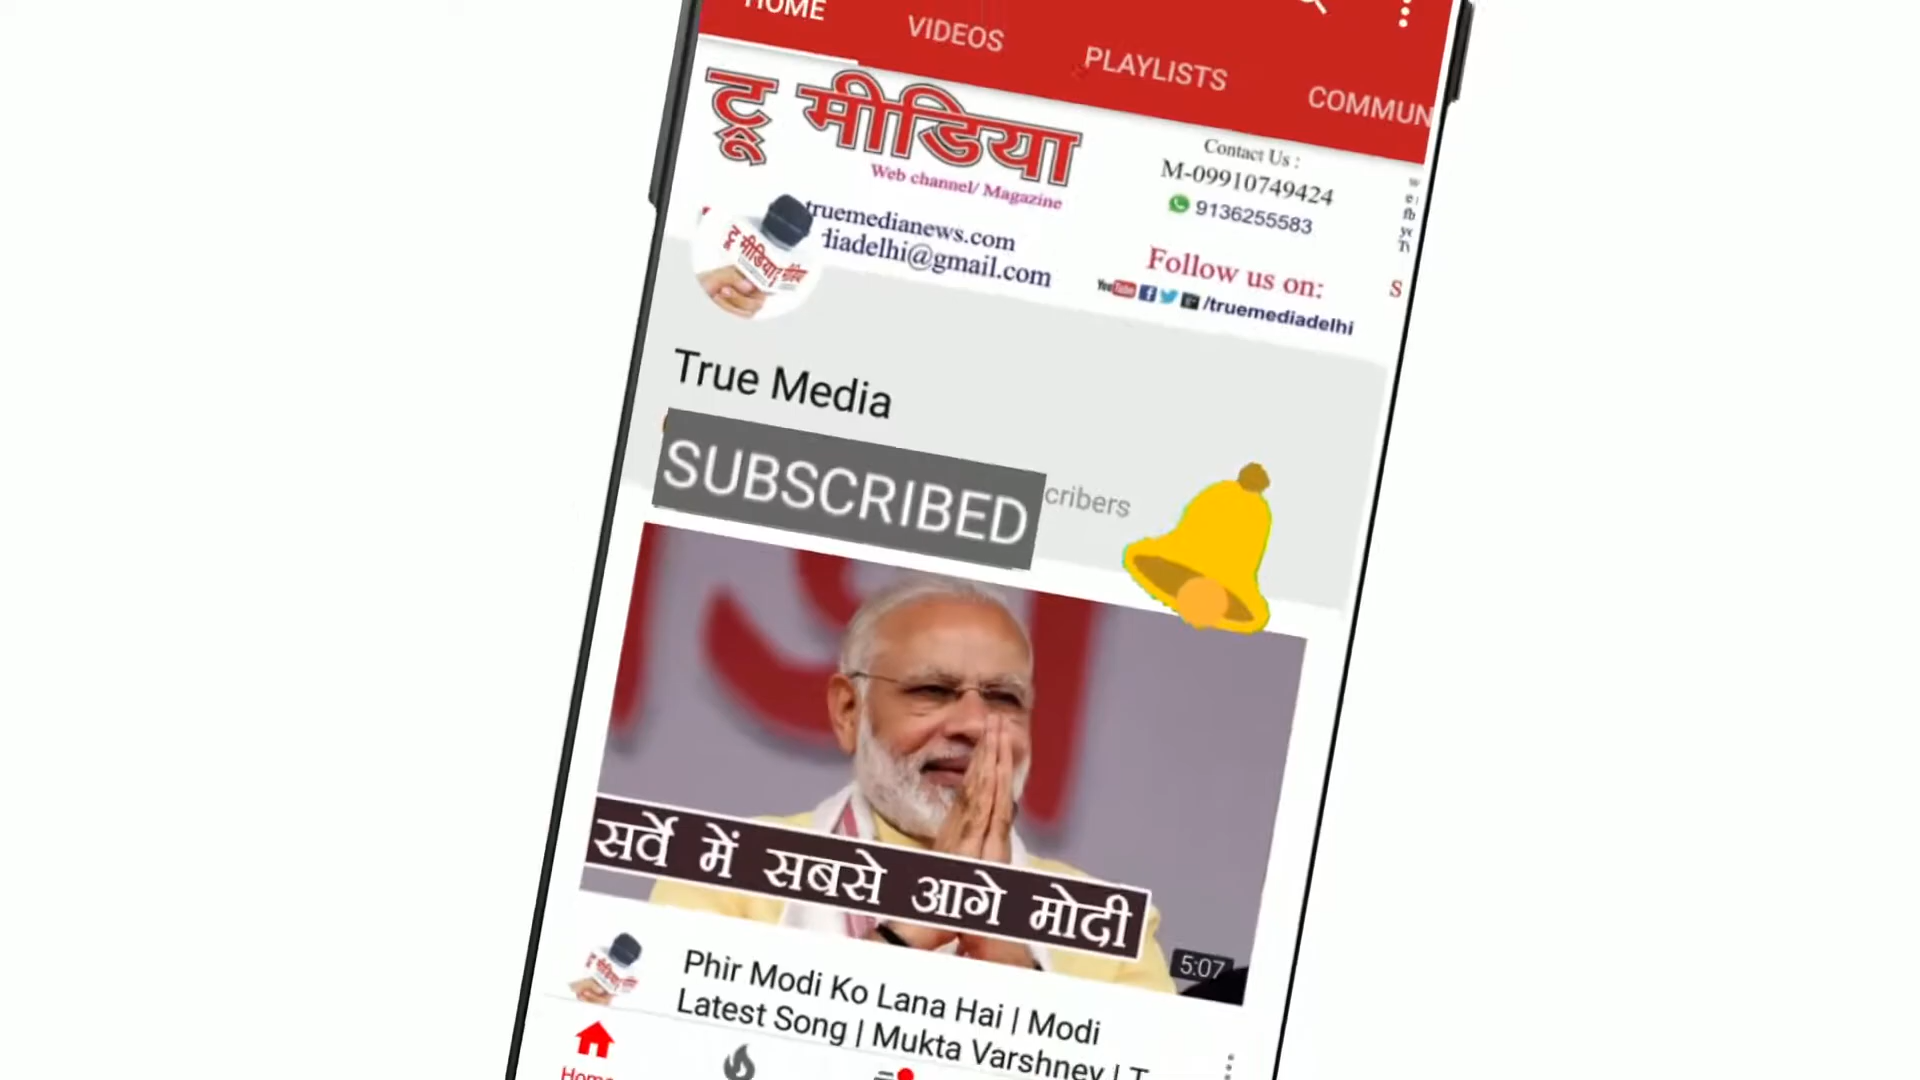 HOME
VIDEOS
PLAYLISTS
COMMUN
ट्रू मीडिया
Web channel/ Magazine
Contact Us :
M-09910749424
9136255583
truemedianews.com
diadelhi@gmail.com
Follow us on:
YouTube /truemediadelhi
S
ट्रू मीडिया
True Media
SUBSCRIBED
cribers
सर्वे में सबसे आगे मोदी
5:07
Phir Modi Ko Lana Hai | Modi
Latest Song | Mukta Varshney | T
Home